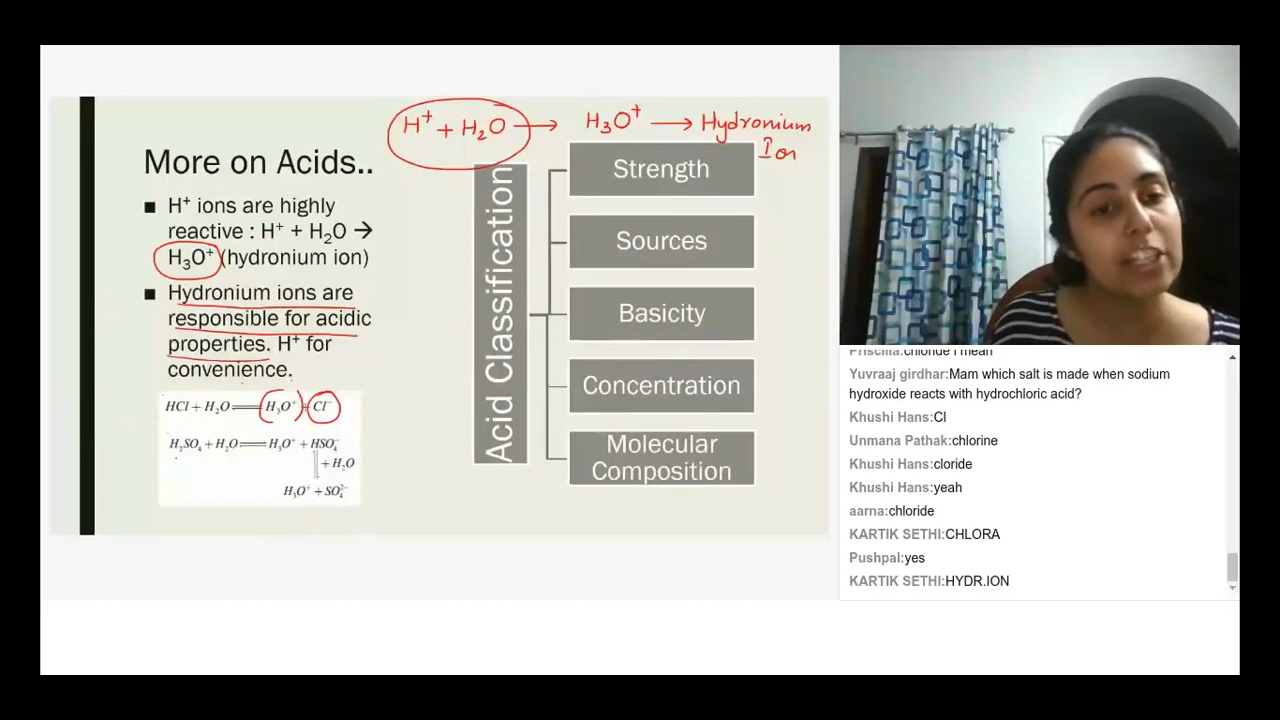 H⁺ + H₂O → H₃O⁺ → Hydronium
Ion
More on Acids..
■ H⁺ ions are highly
reactive : H⁺ + H₂O →
H₃O⁺ (hydronium ion)
■ Hydronium ions are
responsible for acidic
properties. H⁺ for
convenience.
HCl + H₂O ⇌ H₃O⁺ + Cl⁻
H₂SO₄ + H₂O ⇌ H₃O⁺ + HSO₄⁻
+ H₂O
H₃O⁺ + SO₄²⁻
Acid Classification
Strength
Sources
Basicity
Concentration
Molecular
Composition
Priscilla:chloride i mean
Yuvraaj girdhar:Mam which salt is made when sodium
hydroxide reacts with hydrochloric acid?
Khushi Hans:Cl
Unmana Pathak:chlorine
Khushi Hans:cloride
Khushi Hans:yeah
aarna:chloride
KARTIK SETHI:CHLORA
Pushpal:yes
KARTIK SETHI:HYDR.ION